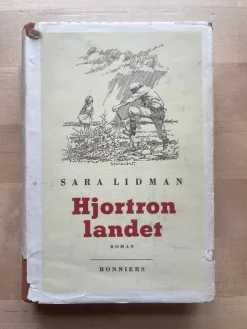 SARA LIDMAN
Hjortron
landet
ROMAN
BONNIERS